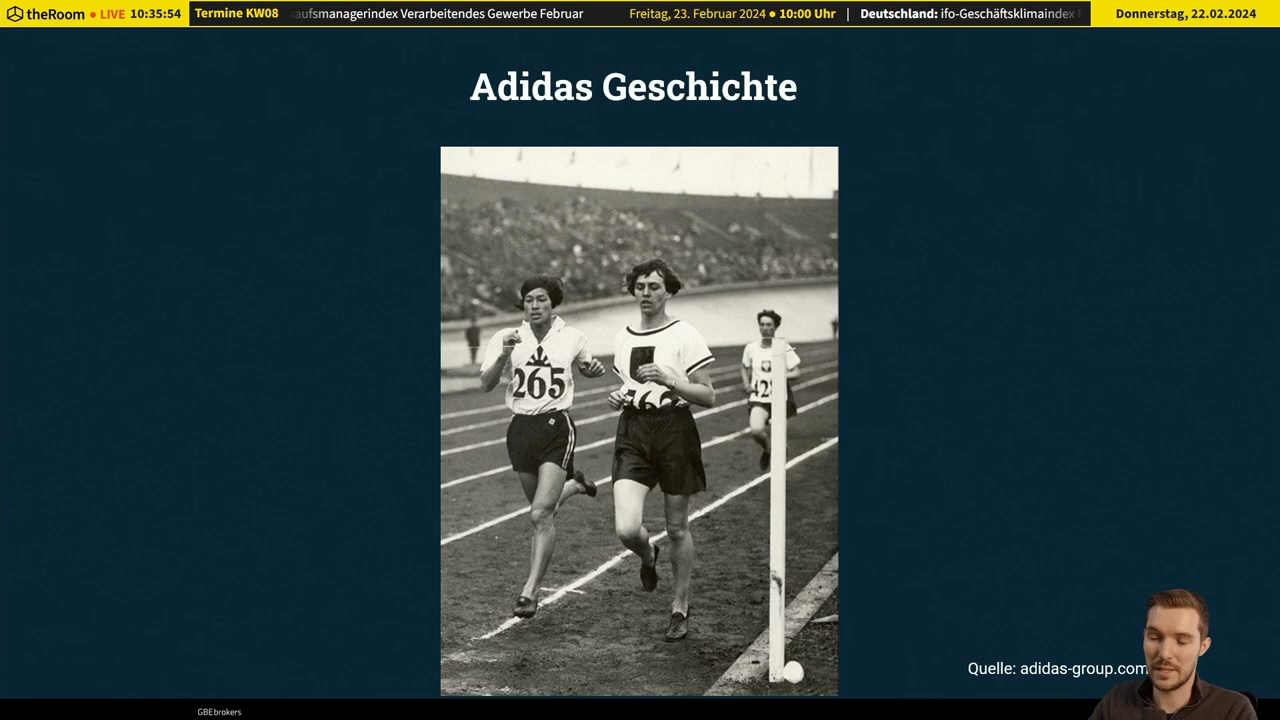 theRoom ● LIVE 10:35:54 Termine KW08 aufsmanagerindex Verarbeitendes Gewerbe Februar Freitag, 23. Februar 2024 ● 10:00 Uhr | Deutschland: ifo-Geschäftsklimaindex Donnerstag, 22.02.2024
Adidas Geschichte
265
Quelle: adidas-group.com
GBEbrokers